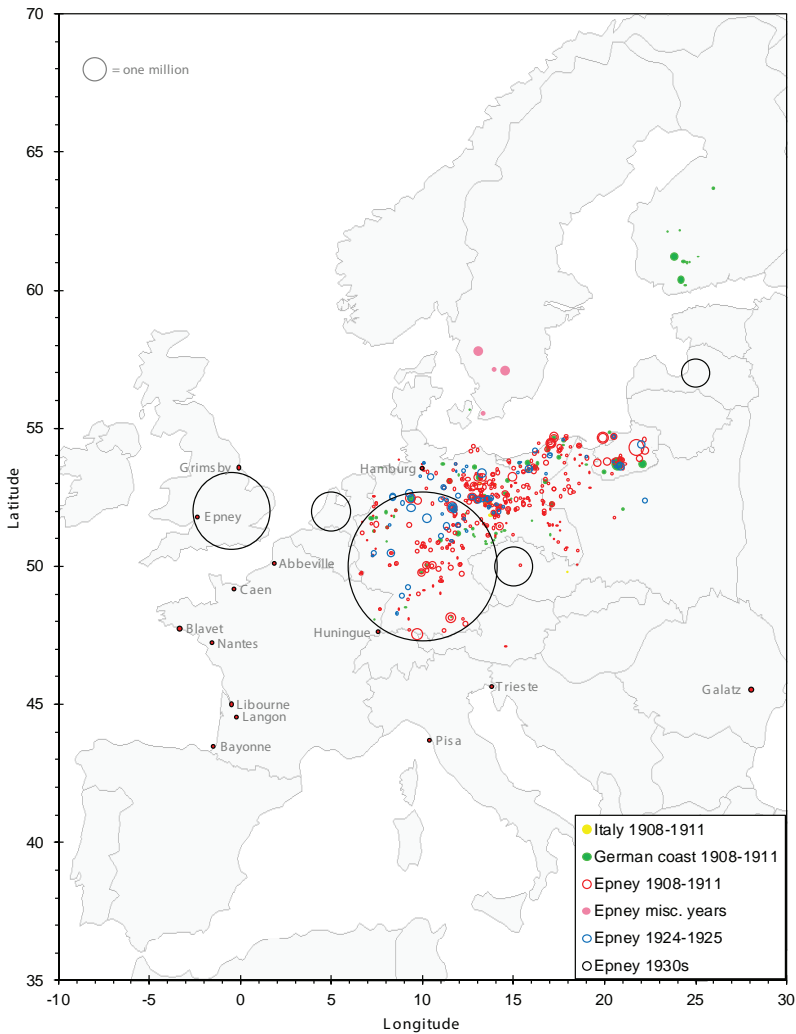 70
= one million
65
60
55
Grimsby
Hamburg
Epney
50
Abbeville
Caen
Blavet
Huningue
Nantes
Trieste
Galatz
45
Libourne
Langon
Pisa
Bayonne
Italy 1908-1911
40
German coast 1908-1911
Epney 1908-1911
Epney misc. years
Epney 1924-1925
Epney 1930s
35
-10 -5 0 5 10 15 20 25 30
Longitude
Latitude